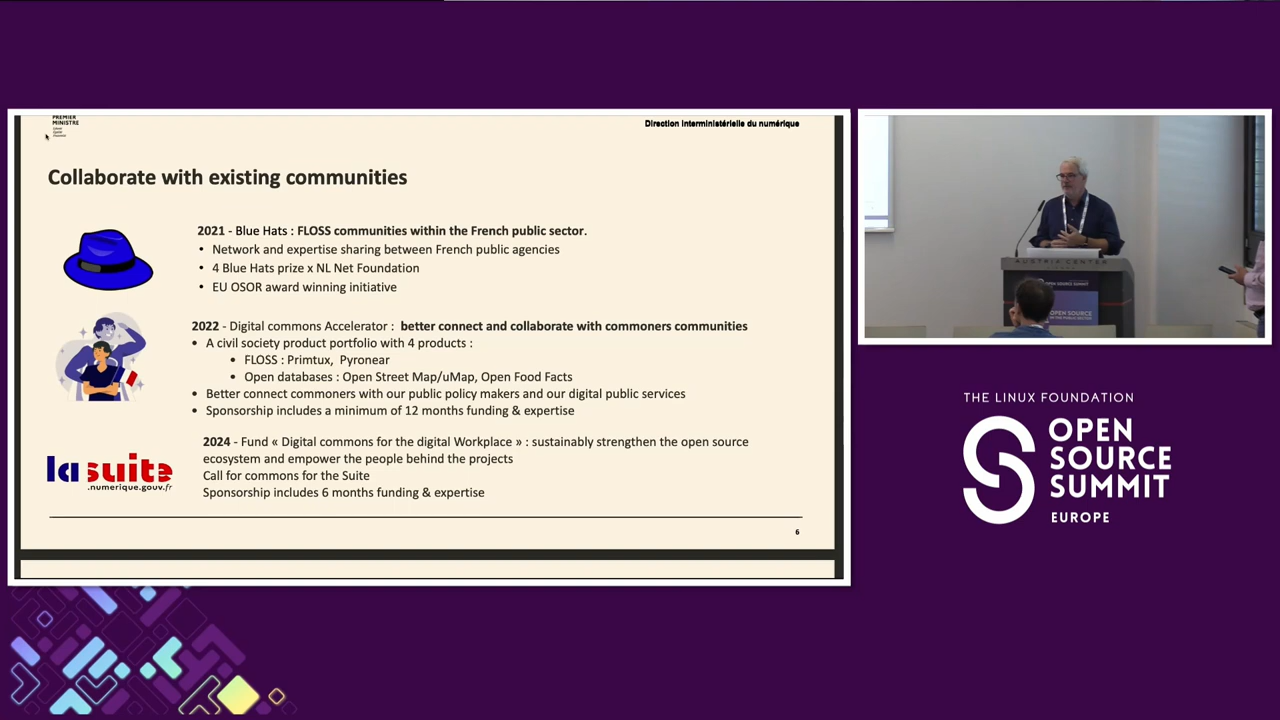 PREMIER
MINISTRE
Direction interministérielle du numérique
Collaborate with existing communities
2021 - Blue Hats : FLOSS communities within the French public sector.
• Network and expertise sharing between French public agencies
• 4 Blue Hats prize x NL Net Foundation
• EU OSOR award winning initiative
2022 - Digital commons Accelerator : better connect and collaborate with commoners communities
• A civil society product portfolio with 4 products :
• FLOSS : Primtux, Pyronear
• Open databases : Open Street Map/uMap, Open Food Facts
• Better connect commoners with our public policy makers and our digital public services
• Sponsorship includes a minimum of 12 months funding & expertise
la suite
.numerique.gouv.fr
2024 - Fund « Digital commons for the digital Workplace » : sustainably strengthen the open source
ecosystem and empower the people behind the projects
Call for commons for the Suite
Sponsorship includes 6 months funding & expertise
6
AUSTRIA CENTER
OPEN SOURCE SUMMIT
OPEN SOURCE
THE LINUX FOUNDATION
OPEN
SOURCE
SUMMIT
EUROPE